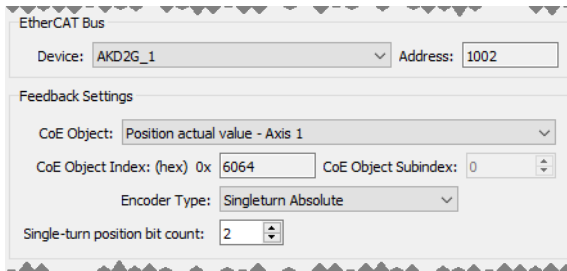 EtherCAT Bus
Device: AKD2G_1 Address: 1002
Feedback Settings
CoE Object: Position actual value - Axis 1
CoE Object Index: (hex) 0x 6064 CoE Object Subindex: 0
Encoder Type: Singleturn Absolute
Single-turn position bit count: 2